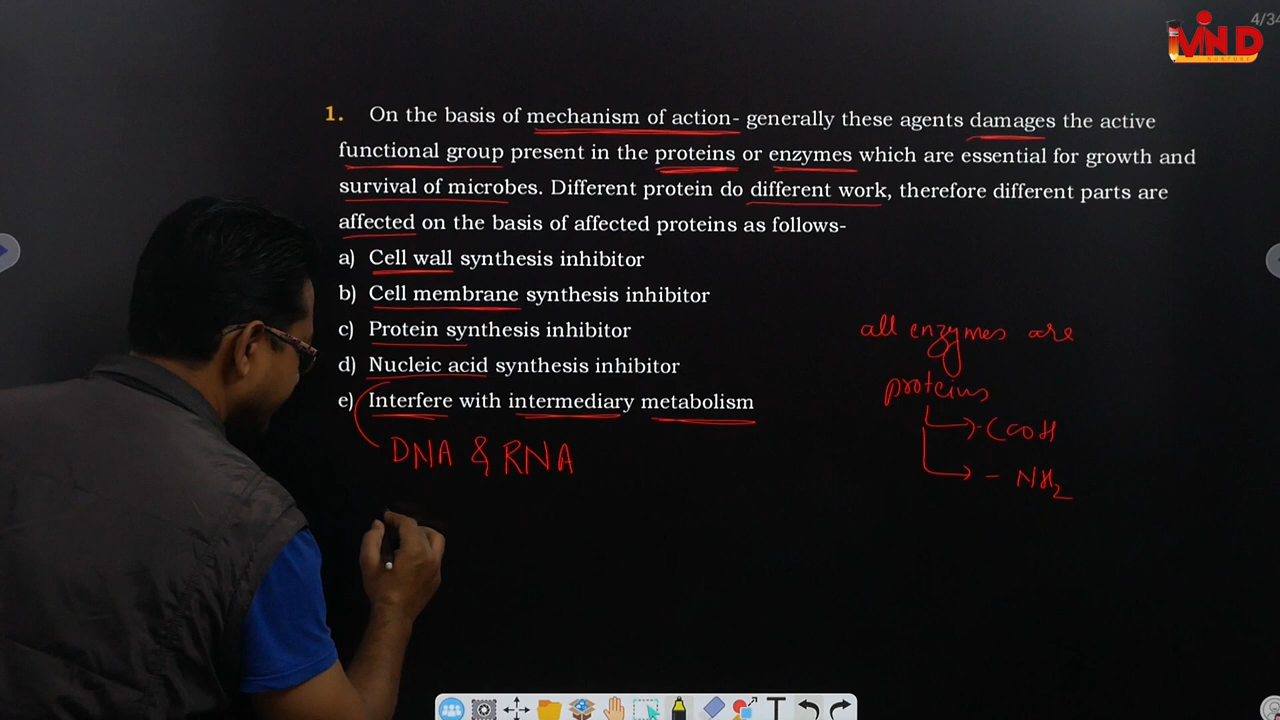 4/34
MIND
NURTURE
1. On the basis of mechanism of action- generally these agents damages the active
functional group present in the proteins or enzymes which are essential for growth and
survival of microbes. Different protein do different work, therefore different parts are
affected on the basis of affected proteins as follows-
a) Cell wall synthesis inhibitor
b) Cell membrane synthesis inhibitor
c) Protein synthesis inhibitor
d) Nucleic acid synthesis inhibitor
e) Interfere with intermediary metabolism
DNA & RNA
all enzymes are
proteins
-COOH
- NH2
T